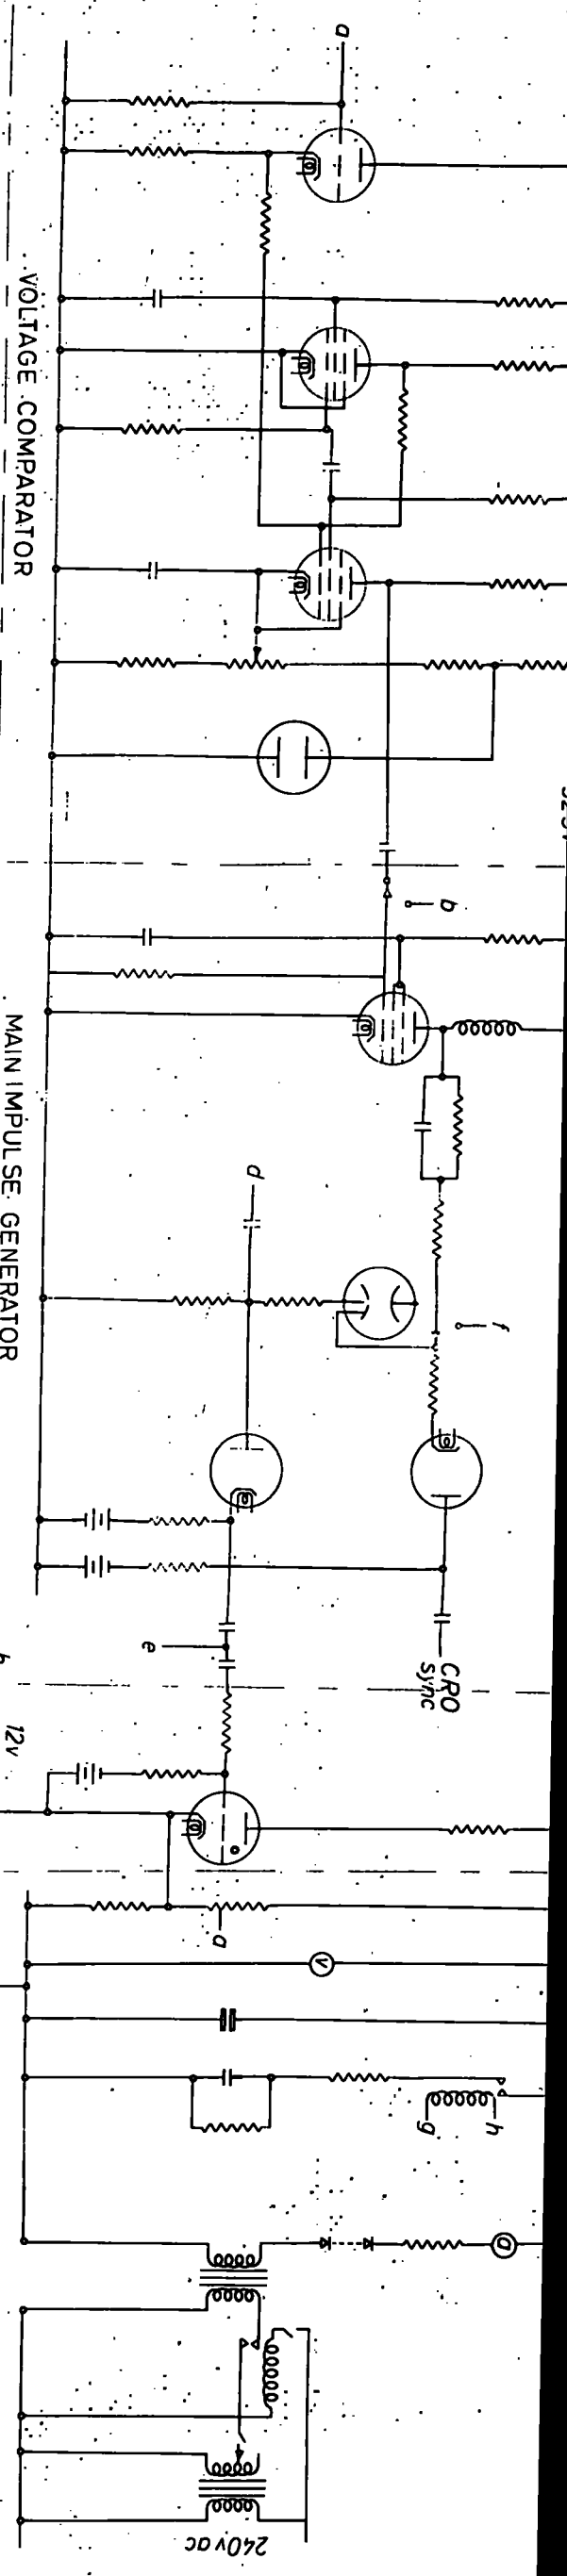 a
VOLTAGE COMPARATOR
b
MAIN IMPULSE GENERATOR
d
f
e
CRO
sync
12v
a
V
h
g
a
240v ac